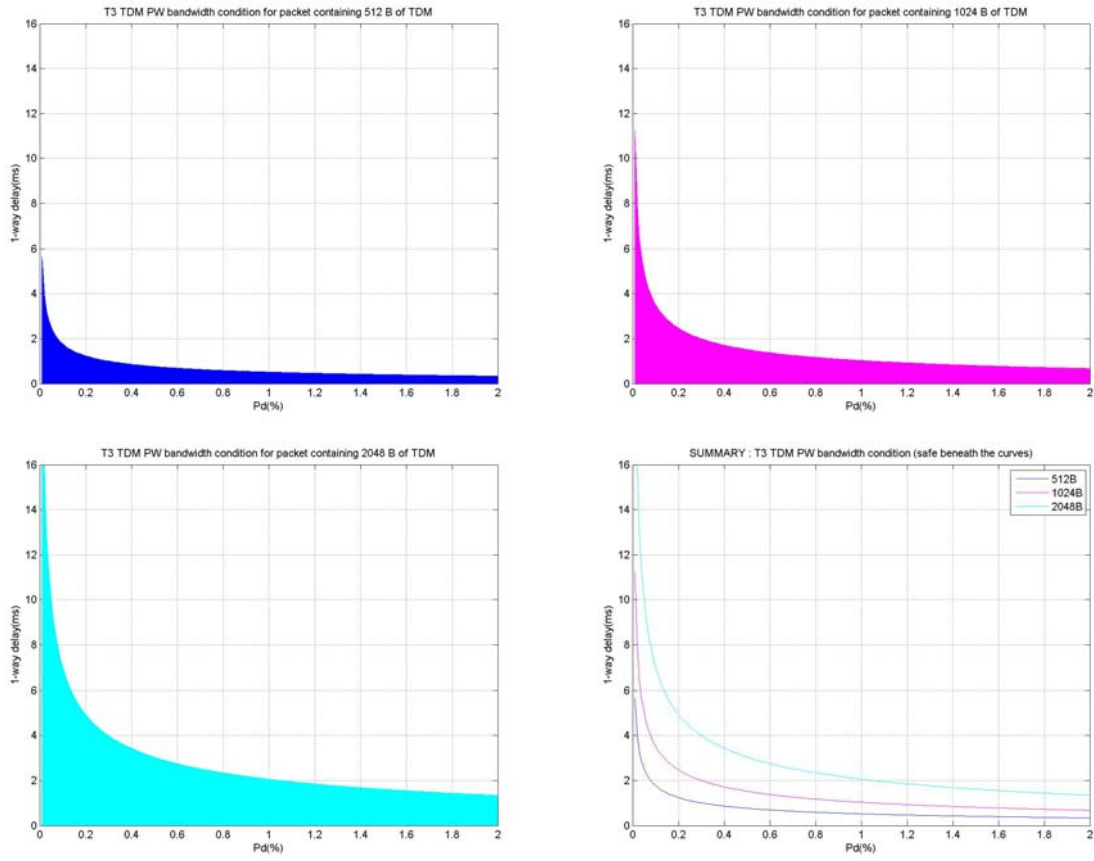 T3 TDM PW bandwidth condition for packet containing 512 B of TDM
16
14
12
10
8
6
4
2
0
1-way delay(ms)
0 0.2 0.4 0.6 0.8 1 1.2 1.4 1.6 1.8 2
Pd(%)
T3 TDM PW bandwidth condition for packet containing 1024 B of TDM
16
14
12
10
8
6
4
2
0
1-way delay(ms)
0 0.2 0.4 0.6 0.8 1 1.2 1.4 1.6 1.8 2
Pd(%)
T3 TDM PW bandwidth condition for packet containing 2048 B of TDM
16
14
12
10
8
6
4
2
0
1-way delay(ms)
0 0.2 0.4 0.6 0.8 1 1.2 1.4 1.6 1.8 2
Pd(%)
SUMMARY : T3 TDM PW bandwidth condition (safe beneath the curves)
512B
1024B
2048B
16
14
12
10
8
6
4
2
0
1-way delay(ms)
0 0.2 0.4 0.6 0.8 1 1.2 1.4 1.6 1.8 2
Pd(%)